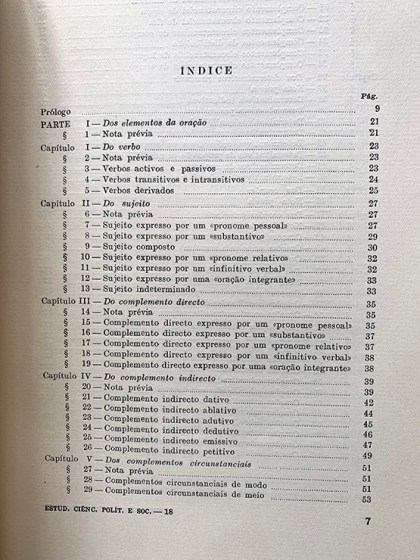 ÍNDICE
Pág.
Prólogo 9
PARTE I — Dos elementos da oração 21
§ 1 — Nota prévia 21
Capítulo I — Do verbo 23
§ 2 — Nota prévia 23
§ 3 — Verbos activos e passivos 23
§ 4 — Verbos transitivos e intransitivos 24
§ 5 — Verbos derivados 25
Capítulo II — Do sujeito 27
§ 6 — Nota prévia 27
§ 7 — Sujeito expresso por um «pronome pessoal» 27
§ 8 — Sujeito expresso por um «substantivo» 29
§ 9 — Sujeito composto 30
§ 10 — Sujeito expresso por um «pronome relativo» 32
§ 11 — Sujeito expresso por um «infinitivo verbal» 32
§ 12 — Sujeito expresso por uma «oração integrante» 33
§ 13 — Sujeito indeterminado 33
Capítulo III — Do complemento directo 35
§ 14 — Nota prévia 35
§ 15 — Complemento directo expresso por um «pronome pessoal» 35
§ 16 — Complemento directo expresso por um «substantivo» 37
§ 17 — Complemento directo expresso por um «pronome relativo» 37
§ 18 — Complemento directo expresso por um «infinitivo verbal» 38
§ 19 — Complemento directo expresso por uma «oração integrante» 38
Capítulo IV — Do complemento indirecto 39
§ 20 — Nota prévia 39
§ 21 — Complemento indirecto dativo 42
§ 22 — Complemento indirecto ablativo 44
§ 23 — Complemento indirecto adutivo 45
§ 24 — Complemento indirecto dedutivo 46
§ 25 — Complemento indirecto emissivo 47
§ 26 — Complemento indirecto petitivo 49
Capítulo V — Dos complementos circunstanciais 51
§ 27 — Nota prévia 51
§ 28 — Complementos circunstanciais de modo 51
§ 29 — Complementos circunstanciais de meio 53
ESTUD. CIÊNC. POLÍT. E SOC. — 18
7